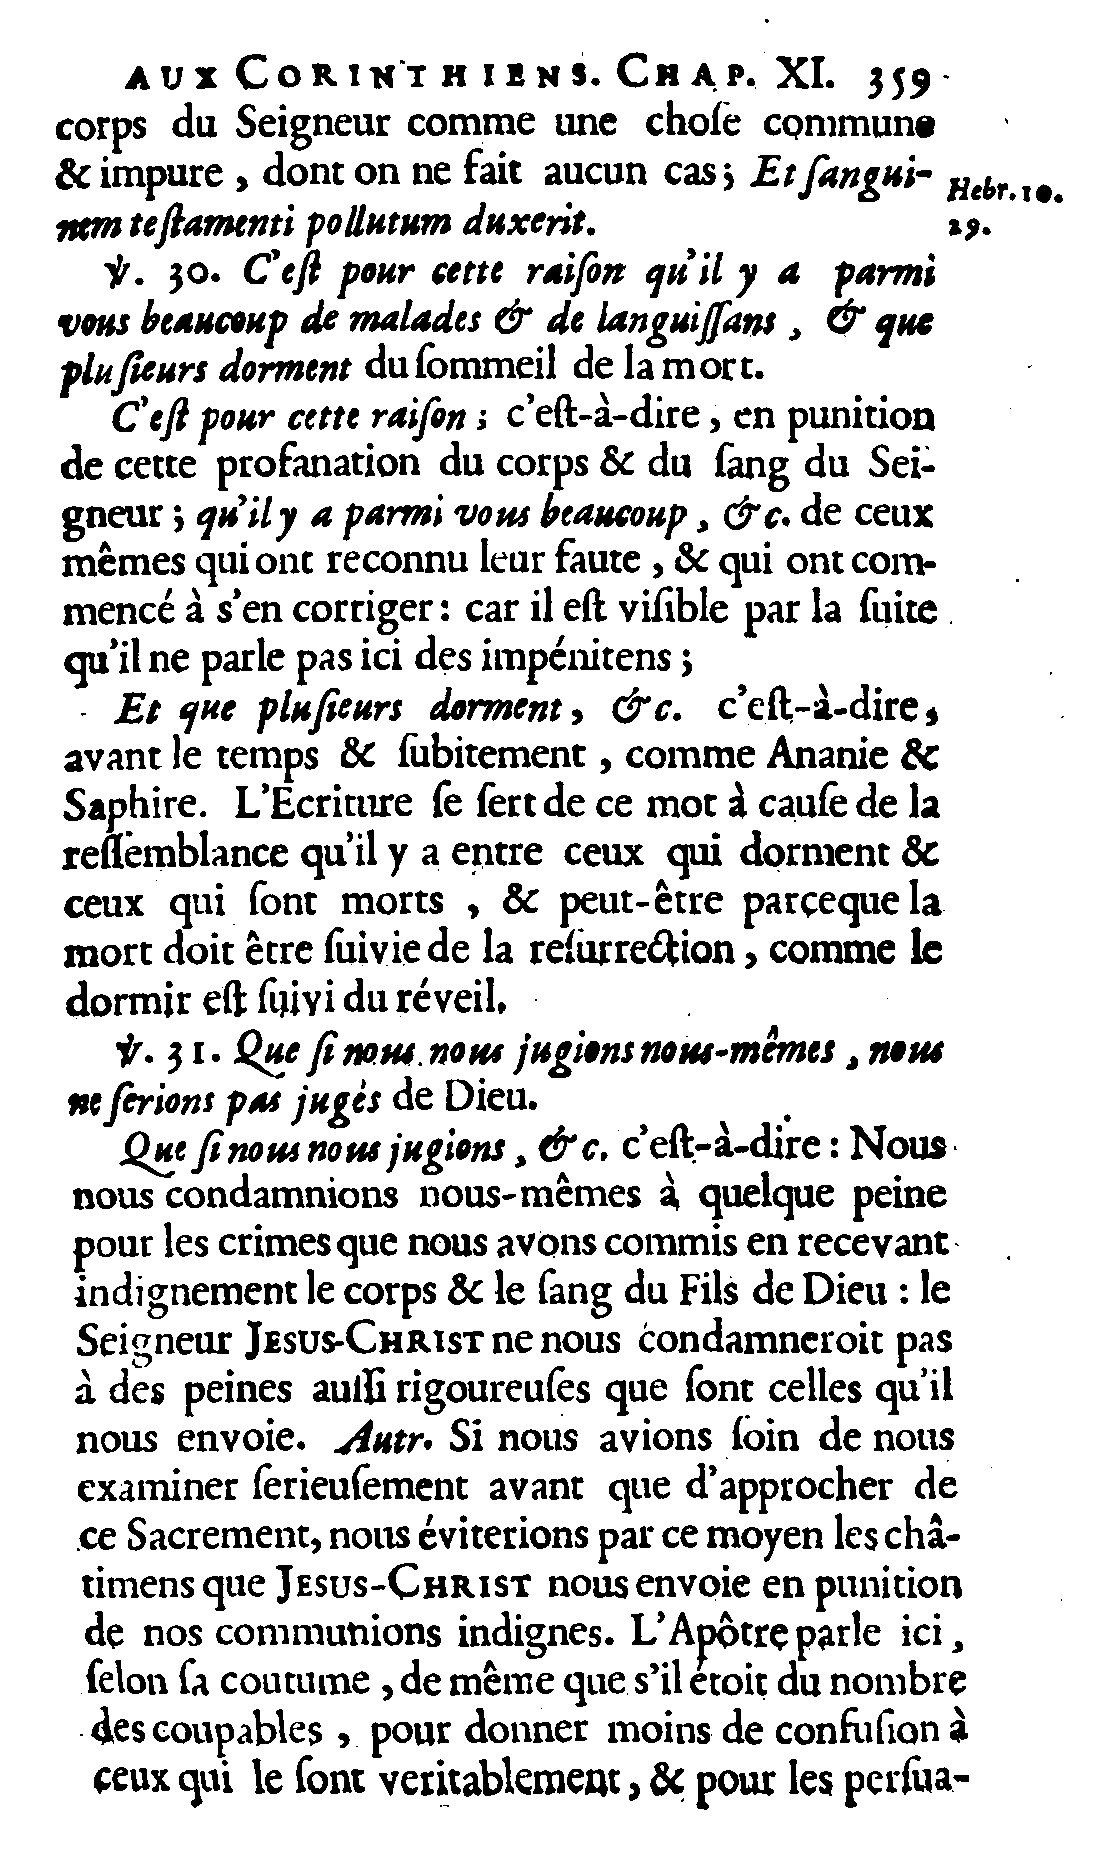 AUX CORINTHIENS. CHAP. XI. 359
corps du Seigneur comme une choſe commune
& impure, dont on ne fait aucun cas; Et ſangui-
nem teſtamenti pollutum duxerit.
Hebr. 10.
29.
℣. 30. C'eſt pour cette raiſon qu'il y a parmi
vous beaucoup de malades & de languiſſans, & que
pluſieurs dorment du ſommeil de la mort.
C'eſt pour cette raiſon; c'eſt-à-dire, en punition
de cette profanation du corps & du ſang du Sei-
gneur; qu'il y a parmi vous beaucoup, &c. de ceux
mêmes qui ont reconnu leur faute, & qui ont com-
mencé à s'en corriger: car il eſt viſible par la ſuite
qu'il ne parle pas ici des impénitens;
Et que pluſieurs dorment, &c. c'eſt-à-dire,
avant le temps & ſubitement, comme Ananie &
Saphire. L'Ecriture ſe ſert de ce mot à cauſe de la
reſſemblance qu'il y a entre ceux qui dorment &
ceux qui ſont morts, & peut-être parceque la
mort doit être ſuivie de la reſurrection, comme le
dormir eſt ſuivi du réveil.
℣. 31. Que ſi nous nous jugions nous-mêmes, nous
ne ſerions pas jugés de Dieu.
Que ſi nous nous jugions, &c. c'eſt-à-dire: Nous
nous condamnions nous-mêmes à quelque peine
pour les crimes que nous avons commis en recevant
indignement le corps & le ſang du Fils de Dieu: le
Seigneur JESUS-CHRIST ne nous condamneroit pas
à des peines auſſi rigoureuſes que ſont celles qu'il
nous envoie. Autr. Si nous avions ſoin de nous
examiner ſerieuſement avant que d'approcher de
ce Sacrement, nous éviterions par ce moyen les châ-
timens que JESUS-CHRIST nous envoie en punition
de nos communions indignes. L'Apôtre parle ici,
ſelon ſa coutume, de même que s'il étoit du nombre
des coupables, pour donner moins de confuſion à
ceux qui le ſont veritablement, & pour les perſua-